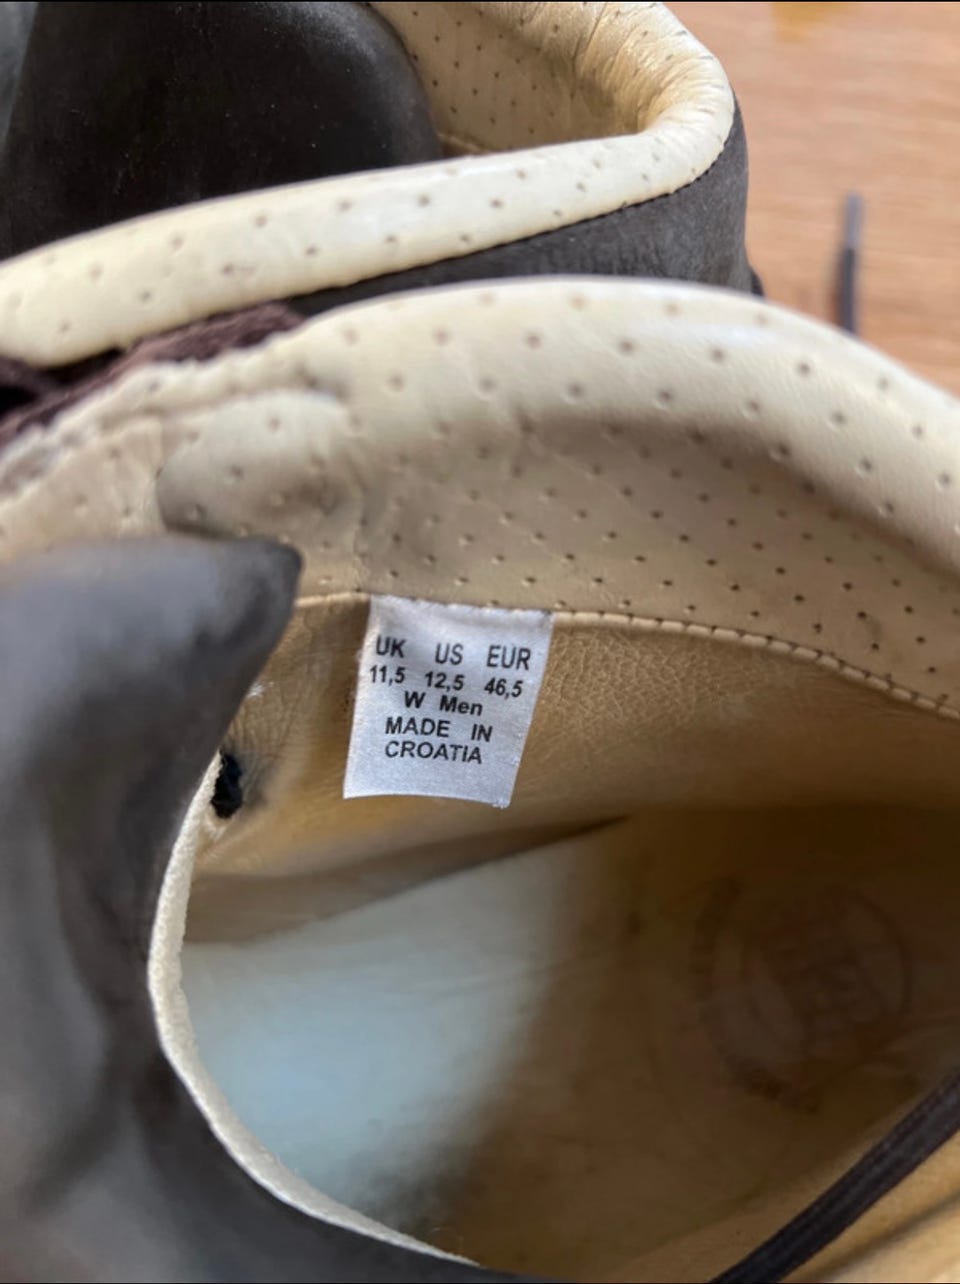 UK US EUR
11,5 12,5 46,5
W Men
MADE IN
CROATIA